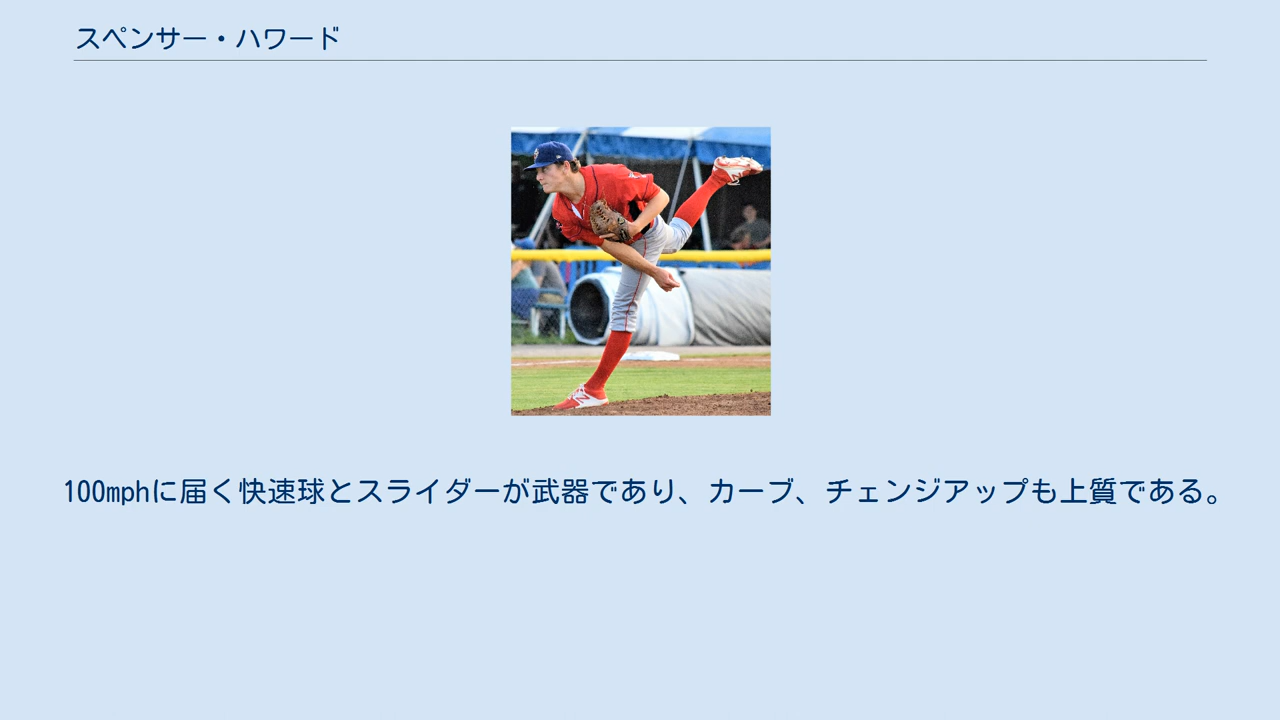 スペンサー・ハワード
100mphに届く快速球とスライダーが武器であり、カーブ、チェンジアップも上質である。